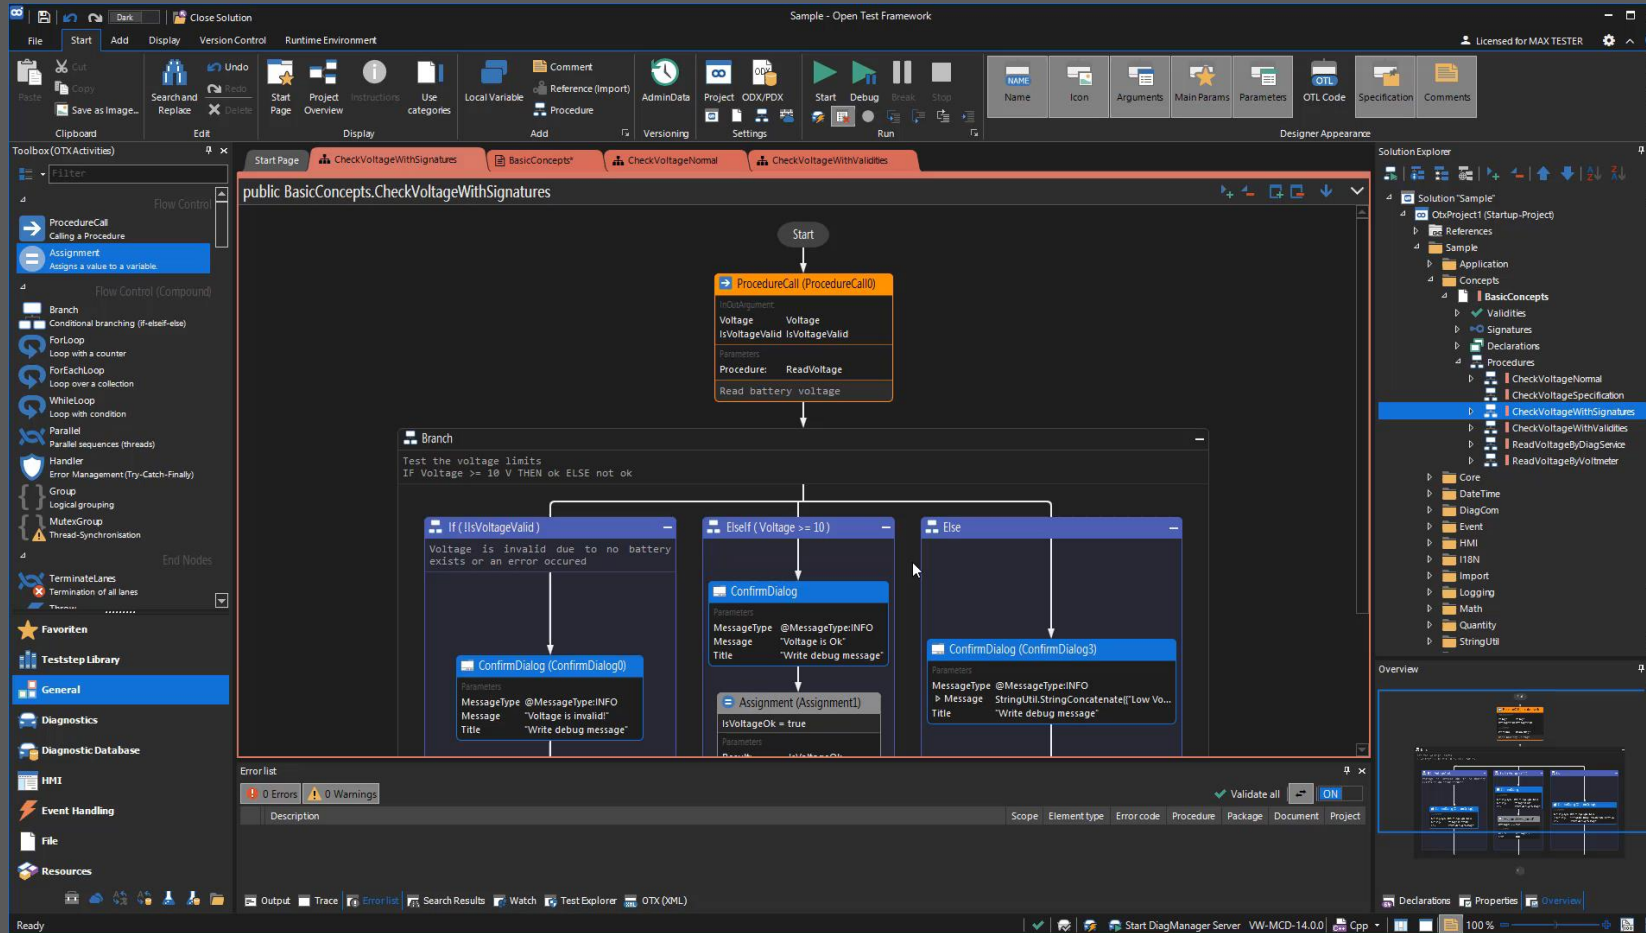 Dark
Close Solution
Sample - Open Test Framework
File
Start
Add
Display
Version Control
Runtime Environment
Licensed for MAX TESTER
Paste
Cut
Copy
Save as Image...
Clipboard
Search and Replace
Undo
Redo
Delete
Edit
Start Page
Project Overview
Instructions
Use categories
Display
Local Variable
Comment
Reference (Import)
Procedure
Add
AdminData
Versioning
Project
ODX/PDX
Settings
Start
Debug
Break
Stop
Run
NAME
Name
Icon
Arguments
Main Params
Parameters
OTL
OTL Code
Specification
Comments
Designer Appearance
Toolbox (OTX Activities)
Filter
Flow Control
ProcedureCall
Calling a Procedure
Assignment
Assigns a value to a variable.
Flow Control (Compound)
Branch
Conditional branching (if-elseif-else)
ForLoop
Loop with a counter
ForEachLoop
Loop over a collection
WhileLoop
Loop with condition
Parallel
Parallel sequences (threads)
Handler
Error Management (Try-Catch-Finally)
Group
Logical grouping
MutexGroup
Thread-Synchronisation
End Nodes
TerminateLanes
Termination of all lanes
Throw
Favoriten
Teststep Library
General
Diagnostics
Diagnostic Database
HMI
Event Handling
File
Resources
Start Page
CheckVoltageWithSignatures
BasicConcepts*
CheckVoltageNormal
CheckVoltageWithValidities
public BasicConcepts.CheckVoltageWithSignatures
Start
ProcedureCall (ProcedureCall0)
InOutArgument
Voltage Voltage
IsVoltageValid IsVoltageValid
Parameters
Procedure: ReadVoltage
Read battery voltage
Branch
Test the voltage limits
IF Voltage >= 10 V THEN ok ELSE not ok
If ( !IsVoltageValid )
Voltage is invalid due to no battery
exists or an error occured
ConfirmDialog (ConfirmDialog0)
Parameters
MessageType @MessageType:INFO
Message "Voltage is invalid!"
Title "Write debug message"
ElseIf ( Voltage >= 10 )
ConfirmDialog
Parameters
MessageType @MessageType:INFO
Message "Voltage is Ok"
Title "Write debug message"
Assignment (Assignment1)
IsVoltageOk = true
Parameters
Else
ConfirmDialog (ConfirmDialog3)
Parameters
MessageType @MessageType:INFO
Message StringUtil.StringConcatenate({"Low Vo...
Title "Write debug message"
Error list
0 Errors
0 Warnings
Validate all
ON
Description
Scope
Element type
Error code
Procedure
Package
Document
Project
Output
Trace
Error list
Search Results
Watch
Test Explorer
OTX (XML)
Solution Explorer
Solution "Sample"
OtxProject1 (Startup-Project)
References
Sample
Application
Concepts
BasicConcepts
Validities
Signatures
Declarations
Procedures
CheckVoltageNormal
CheckVoltageSpecification
CheckVoltageWithSignatures
CheckVoltageWithValidities
ReadVoltageByDiagService
ReadVoltageByVoltmeter
Core
DateTime
DiagCom
Event
HMI
I18N
Import
Logging
Math
Quantity
StringUtil
Overview
Declarations
Properties
Overview
Ready
Start DiagManager Server
VW-MCD-14.0.0
Cpp
100 %